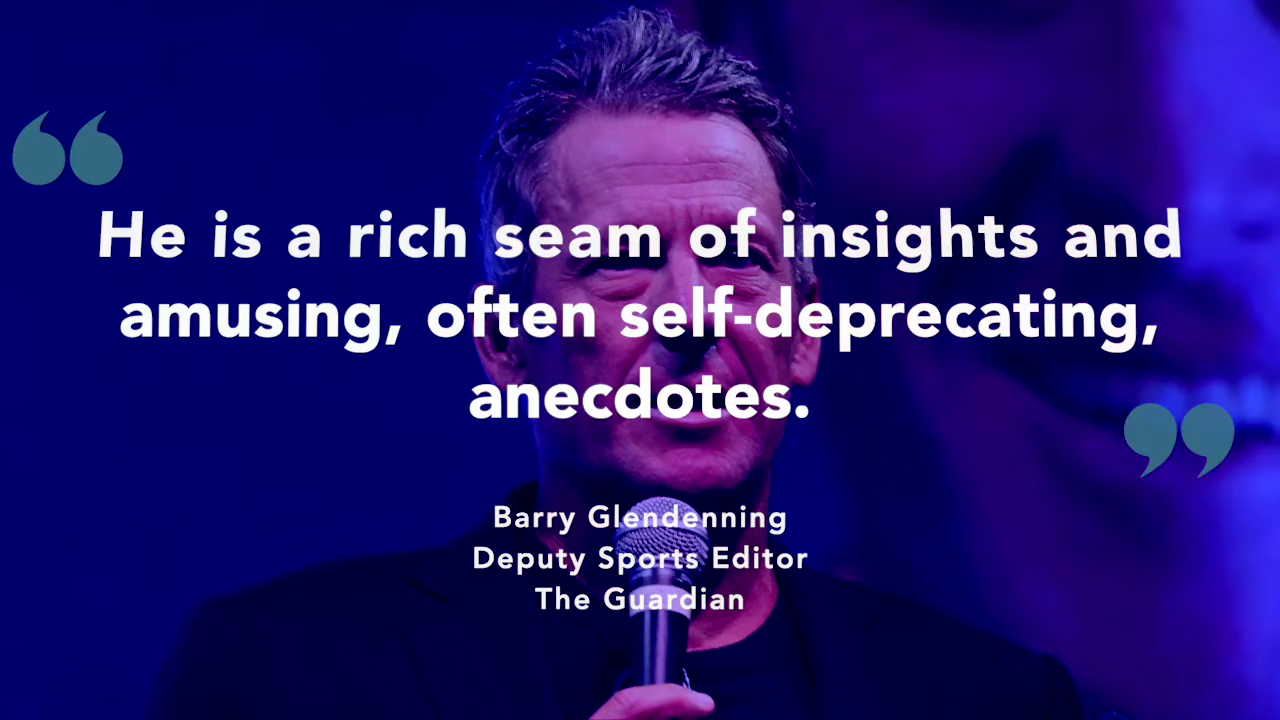 “
He is a rich seam of insights and
amusing, often self-deprecating,
anecdotes.
”
Barry Glendenning
Deputy Sports Editor
The Guardian